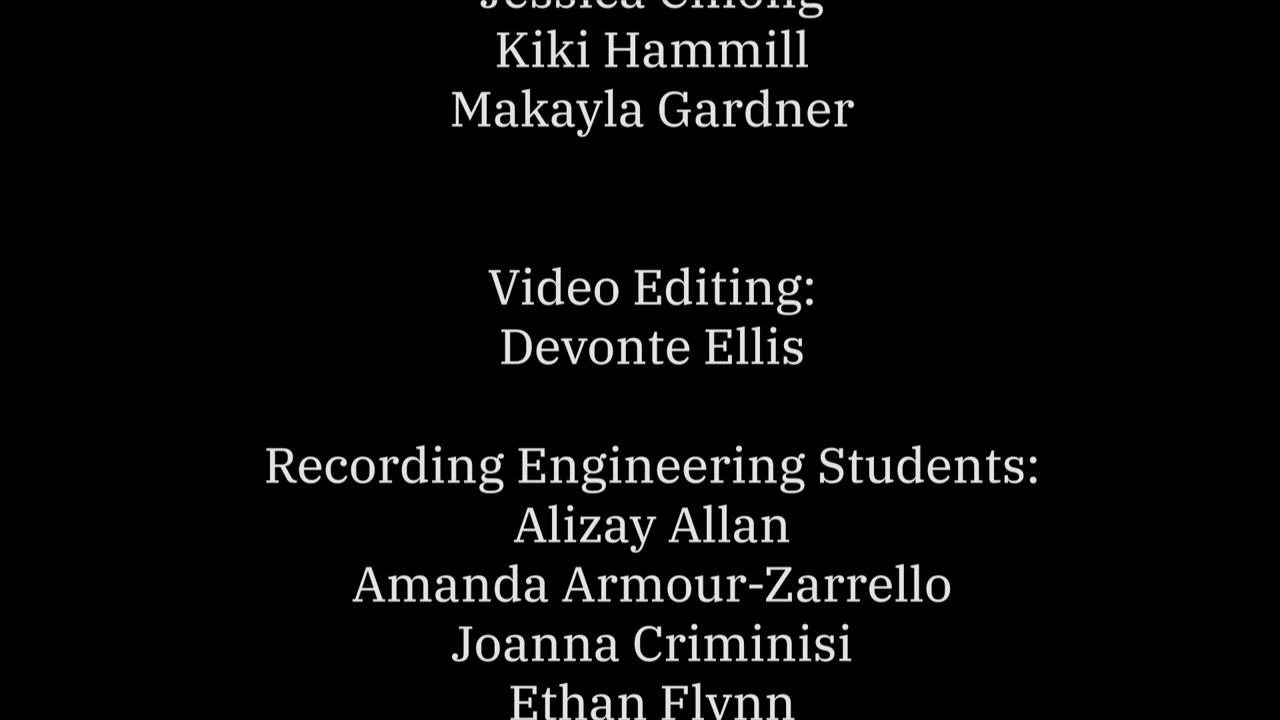 Jessica
Kiki Hammill
Makayla Gardner
Video Editing:
Devonte Ellis
Recording Engineering Students:
Alizay Allan
Amanda Armour-Zarrello
Joanna Criminisi
Ethan Flynn